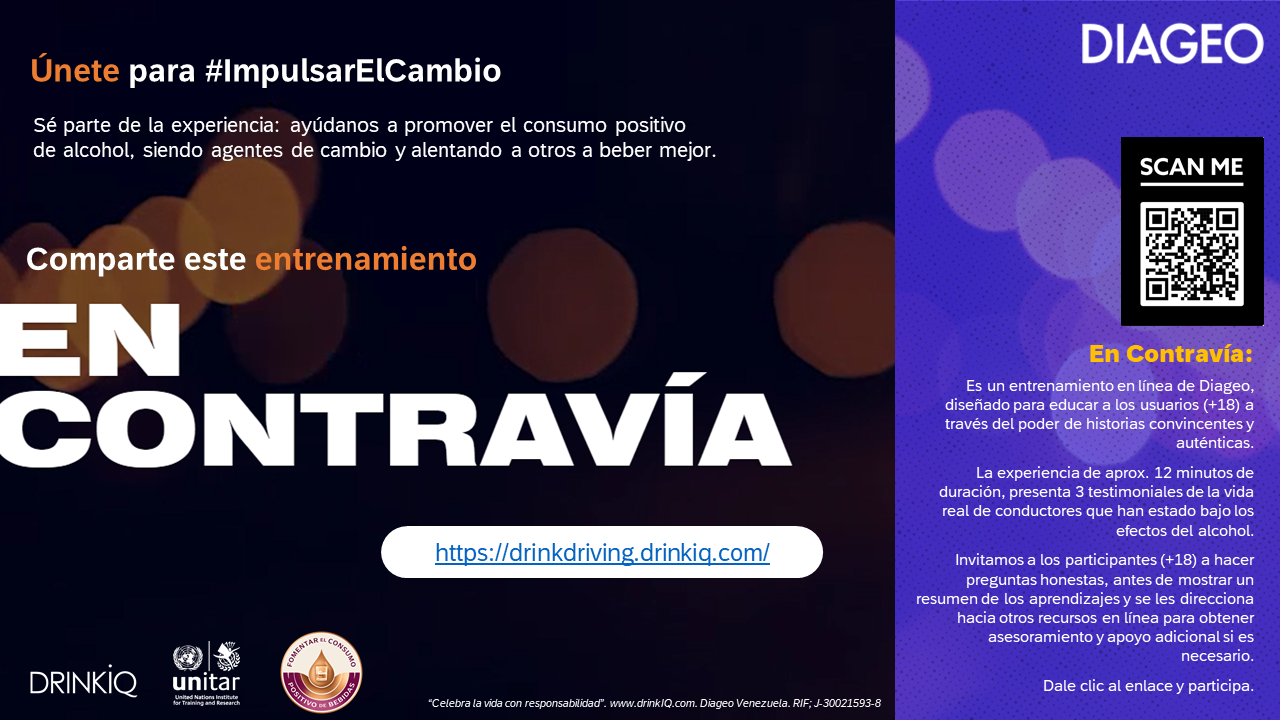 Únete para #ImpulsarElCambio
Sé parte de la experiencia: ayúdanos a promover el consumo positivo
de alcohol, siendo agentes de cambio y alentando a otros a beber mejor.
Comparte este entrenamiento
EN
CONTRAVÍA
https://drinkdriving.drinkiq.com/
DRINKiQ
unitar
United Nations Institute
for Training and Research
FOMENTAR EL CONSUMO
POSITIVO DE BEBIDAS
“Celebra la vida con responsabilidad”. www.drinkIQ.com. Diageo Venezuela. RIF; J-30021593-8
DIAGEO
SCAN ME
En Contravía:
Es un entrenamiento en línea de Diageo,
diseñado para educar a los usuarios (+18) a
través del poder de historias convincentes y
auténticas.
La experiencia de aprox. 12 minutos de
duración, presenta 3 testimoniales de la vida
real de conductores que han estado bajo los
efectos del alcohol.
Invitamos a los participantes (+18) a hacer
preguntas honestas, antes de mostrar un
resumen de los aprendizajes y se les direcciona
hacia otros recursos en línea para obtener
asesoramiento y apoyo adicional si es
necesario.
Dale clic al enlace y participa.